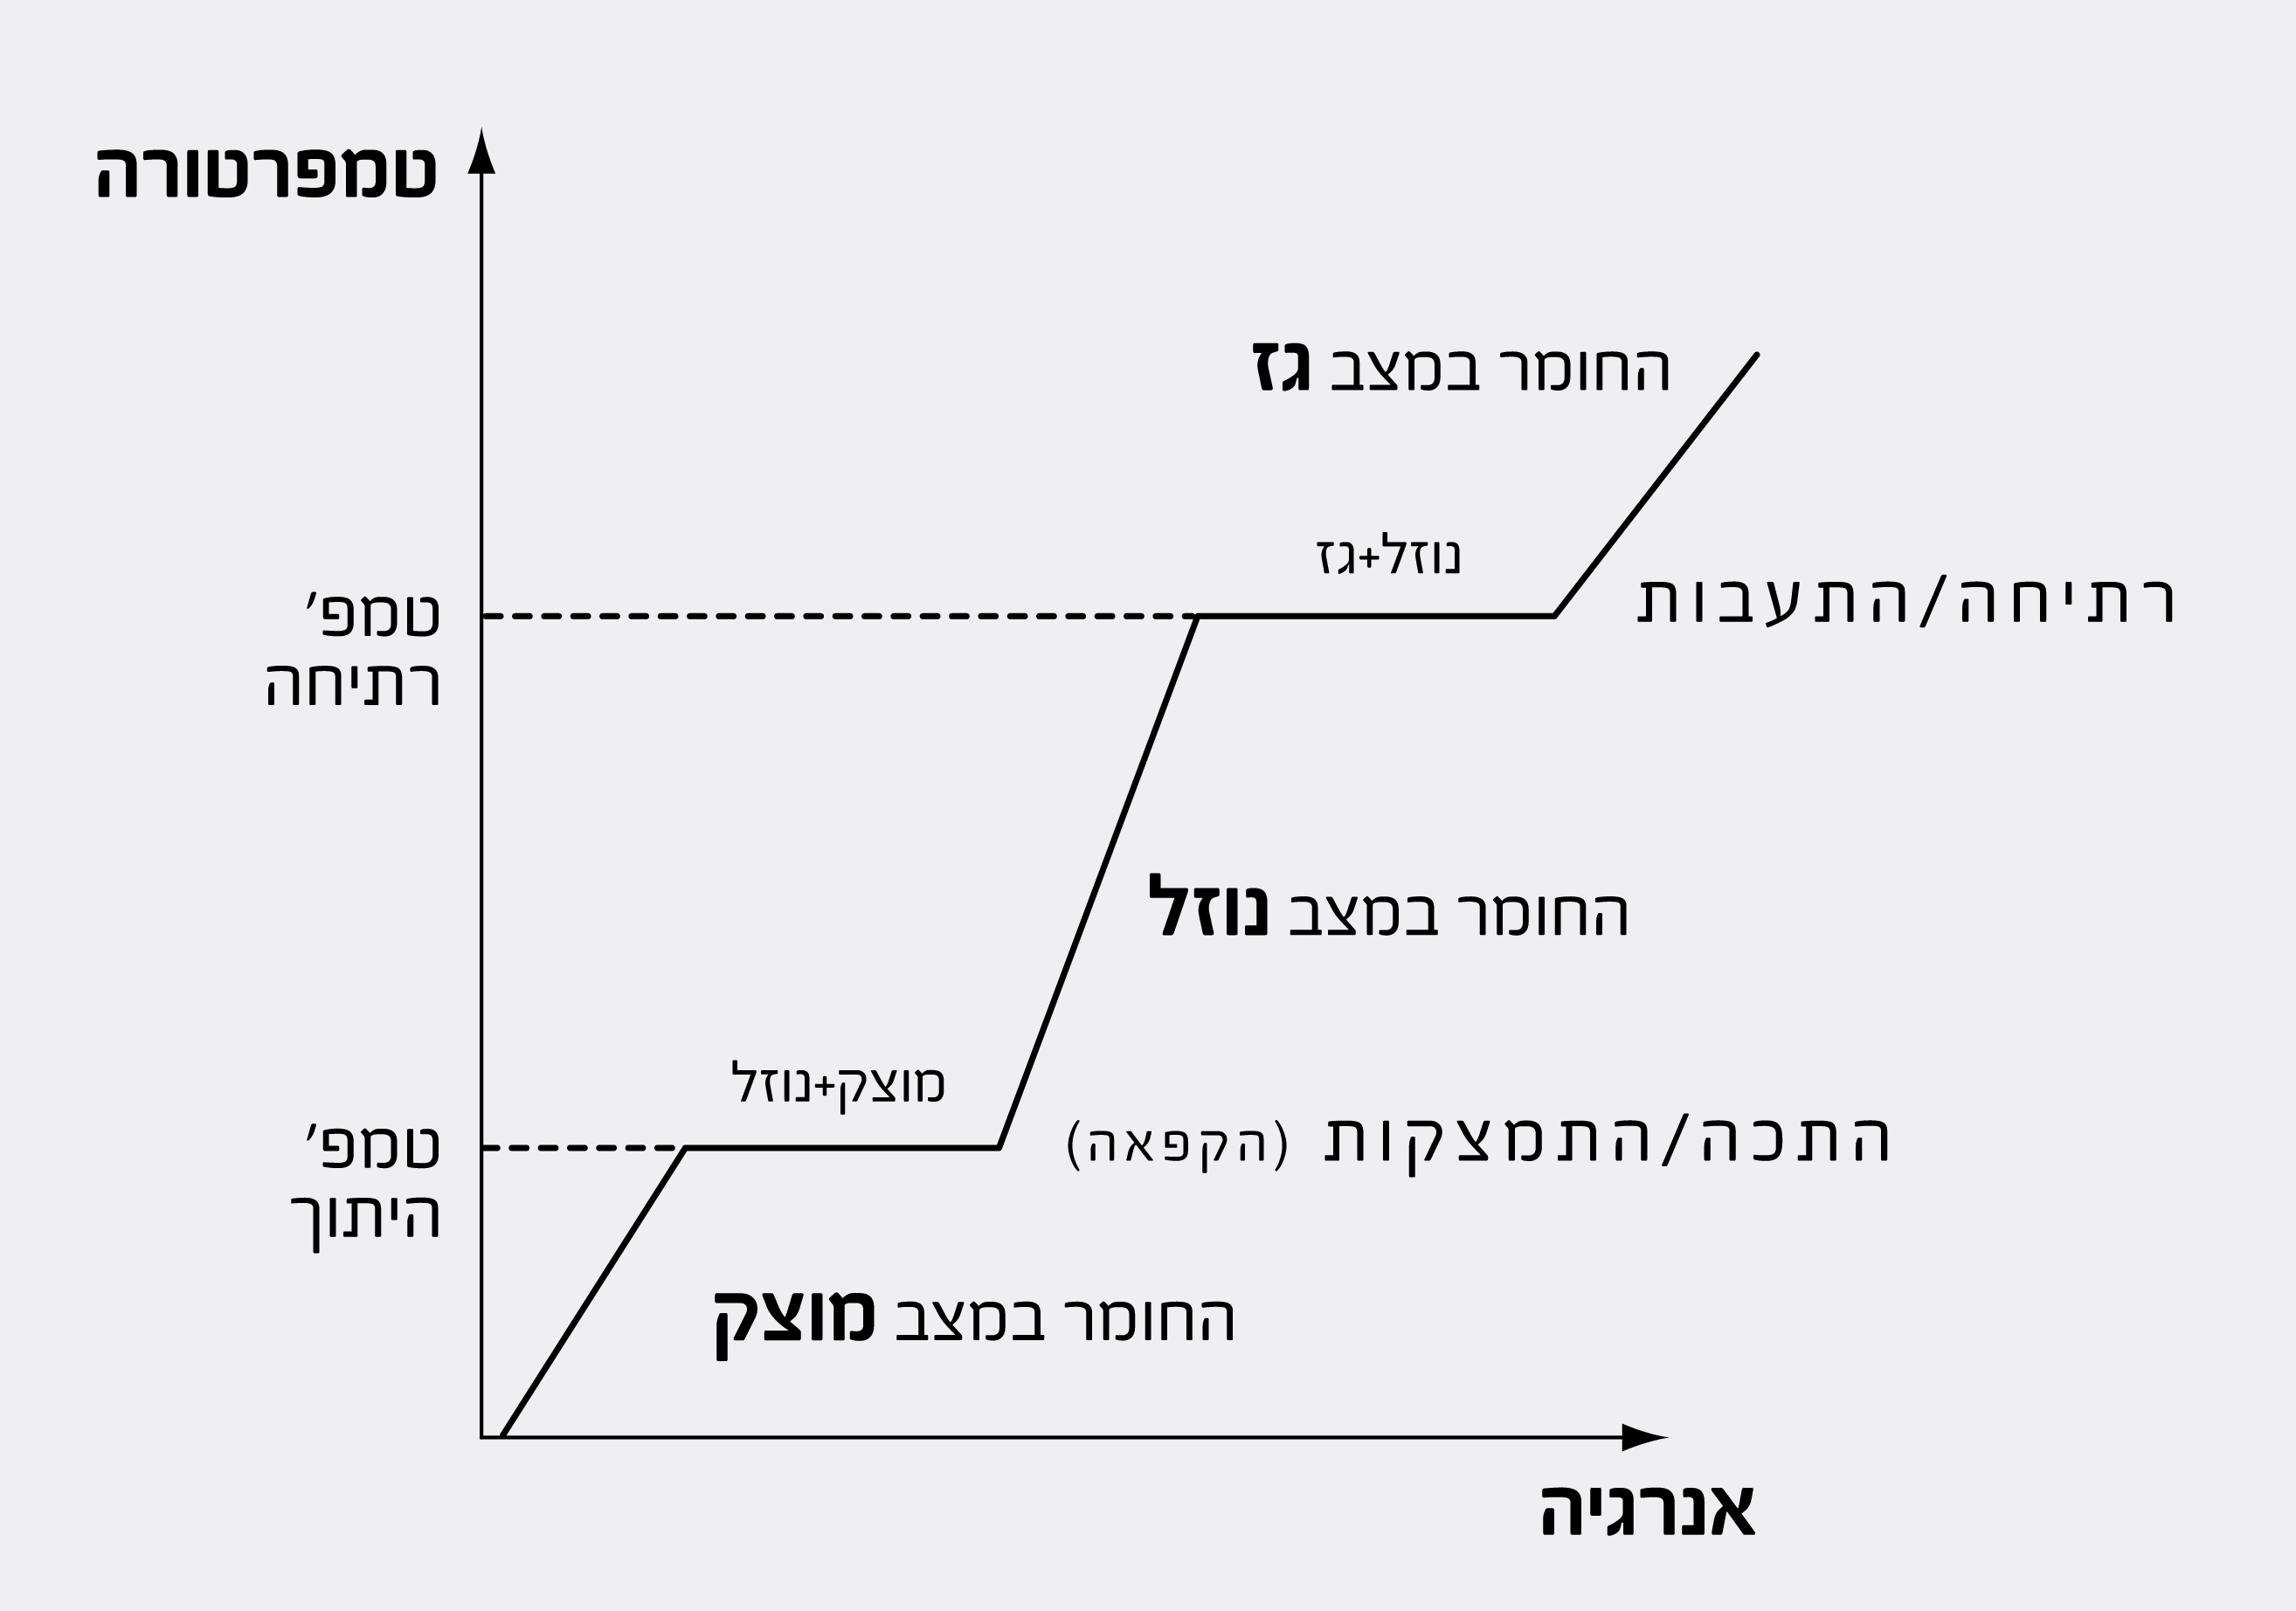 טמפרטורה
החומר במצב גז
נוזל+גז
רתיחה/התעבות
טמפ׳
רתיחה
החומר במצב נוזל
מוצק+נוזל
התכה/התמצקות (הקפצה)
טמפ׳
היתוך
החומר במצב מוצק
אנרגיה